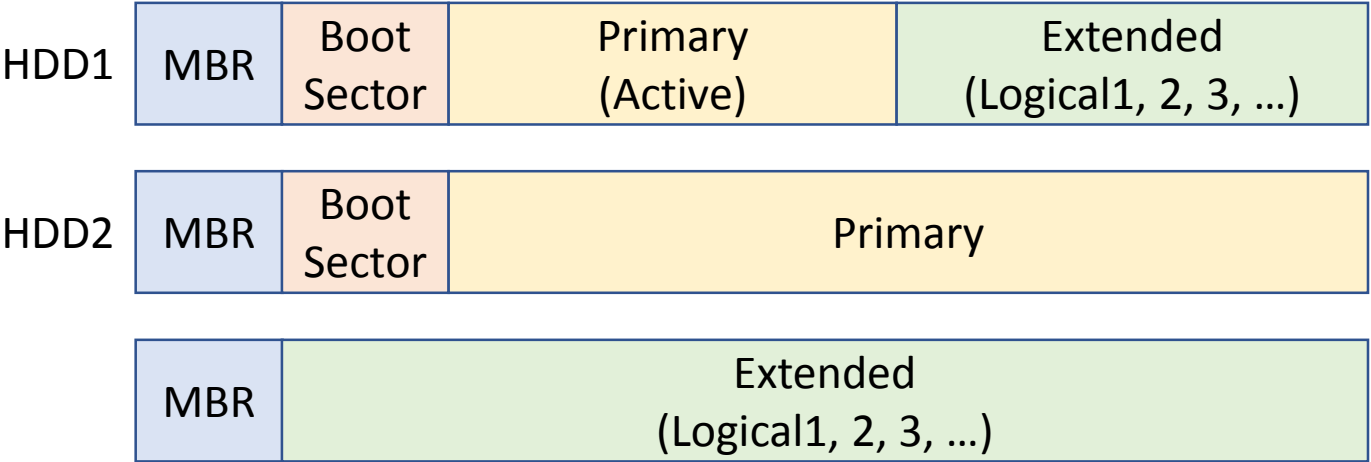 HDD1
MBR
Boot
Sector
Primary
(Active)
Extended
(Logical1, 2, 3, …)
HDD2
MBR
Boot
Sector
Primary
MBR
Extended
(Logical1, 2, 3, …)